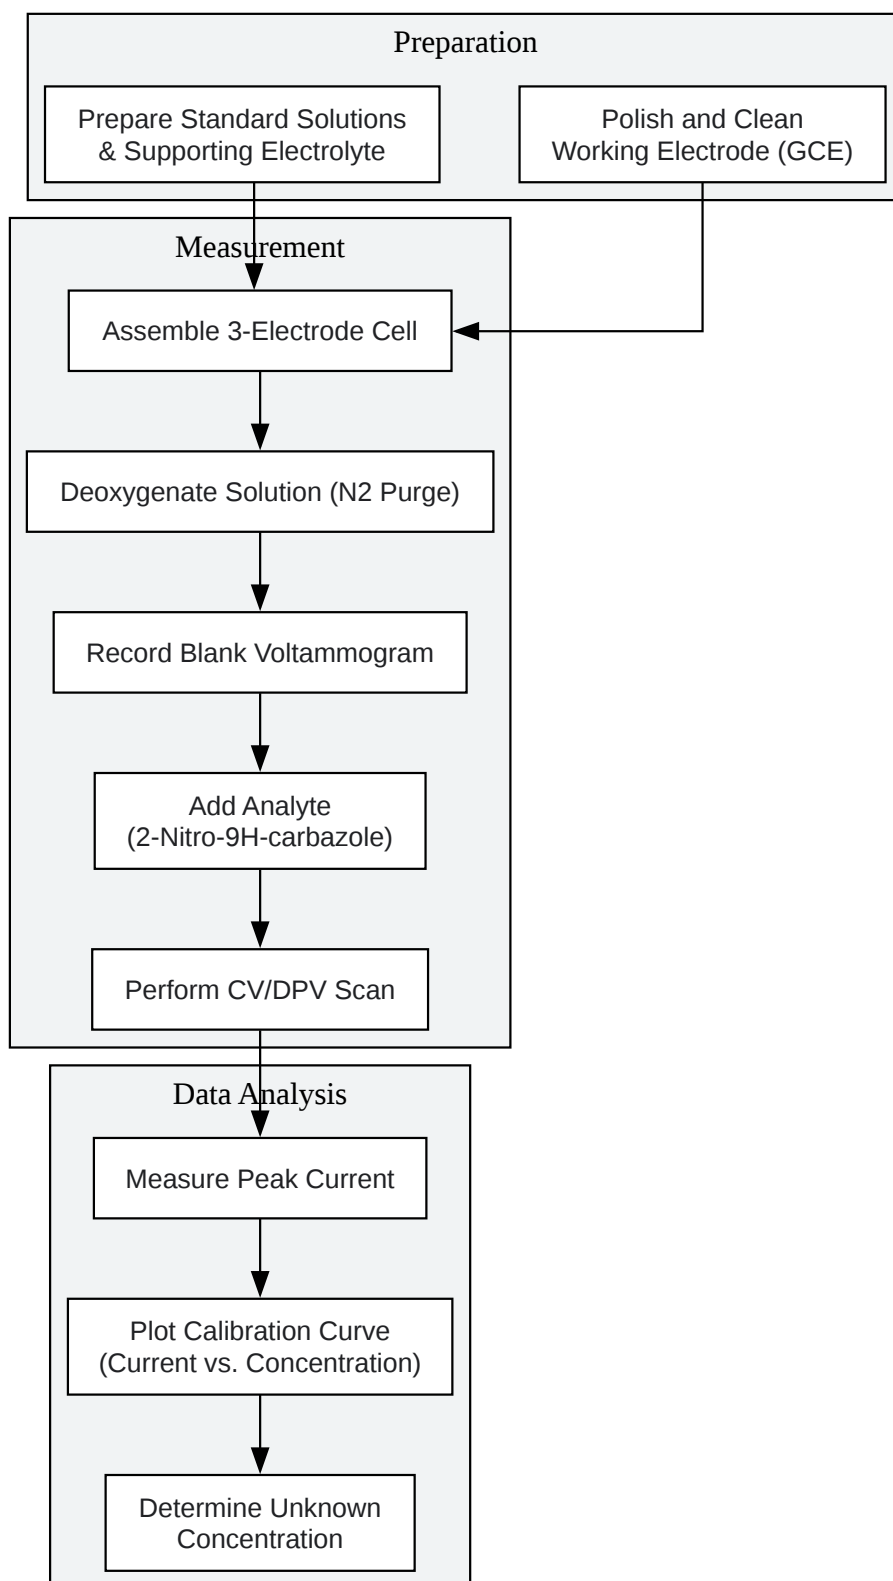 Preparation
Prepare Standard Solutions
& Supporting Electrolyte
Polish and Clean
Working Electrode (GCE)
Measurement
Assemble 3-Electrode Cell
Deoxygenate Solution (N2 Purge)
Record Blank Voltammogram
Add Analyte
(2-Nitro-9H-carbazole)
Perform CV/DPV Scan
Data Analysis
Measure Peak Current
Plot Calibration Curve
(Current vs. Concentration)
Determine Unknown
Concentration